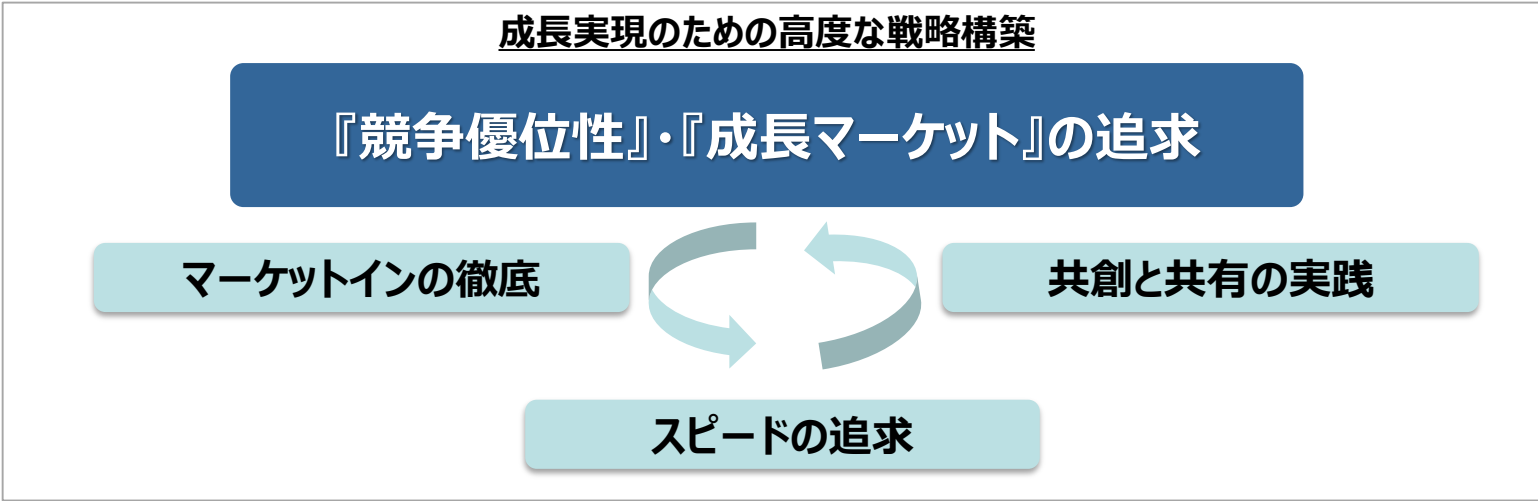 成長実現のための高度な戦略構築
『競争優位性』・『成長マーケット』の追求
マーケットインの徹底
共創と共有の実践
スピードの追求